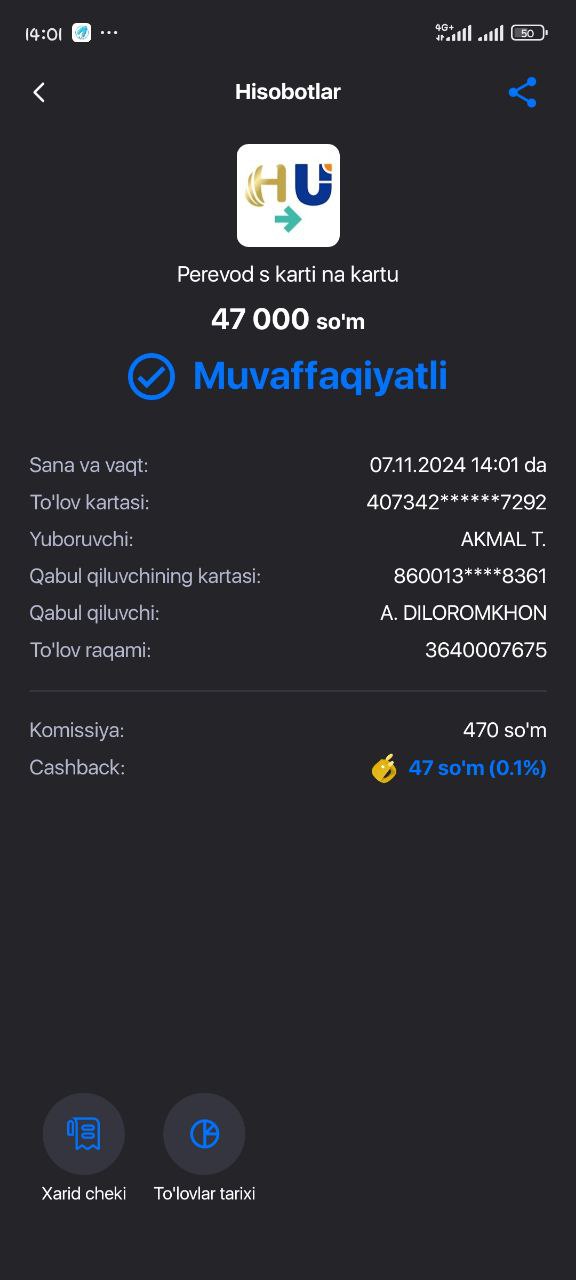 14:01 4G+ 50
Hisobotlar
HU
Perevod s karti na kartu
47 000 so'm
Muvaffaqiyatli
Sana va vaqt: 07.11.2024 14:01 da
To'lov kartasi: 407342******7292
Yuboruvchi: AKMAL T.
Qabul qiluvchining kartasi: 860013****8361
Qabul qiluvchi: A. DILOROMKHON
To'lov raqami: 3640007675
Komissiya: 470 so'm
Cashback: 47 so'm (0.1%)
Xarid cheki To'lovlar tarixi